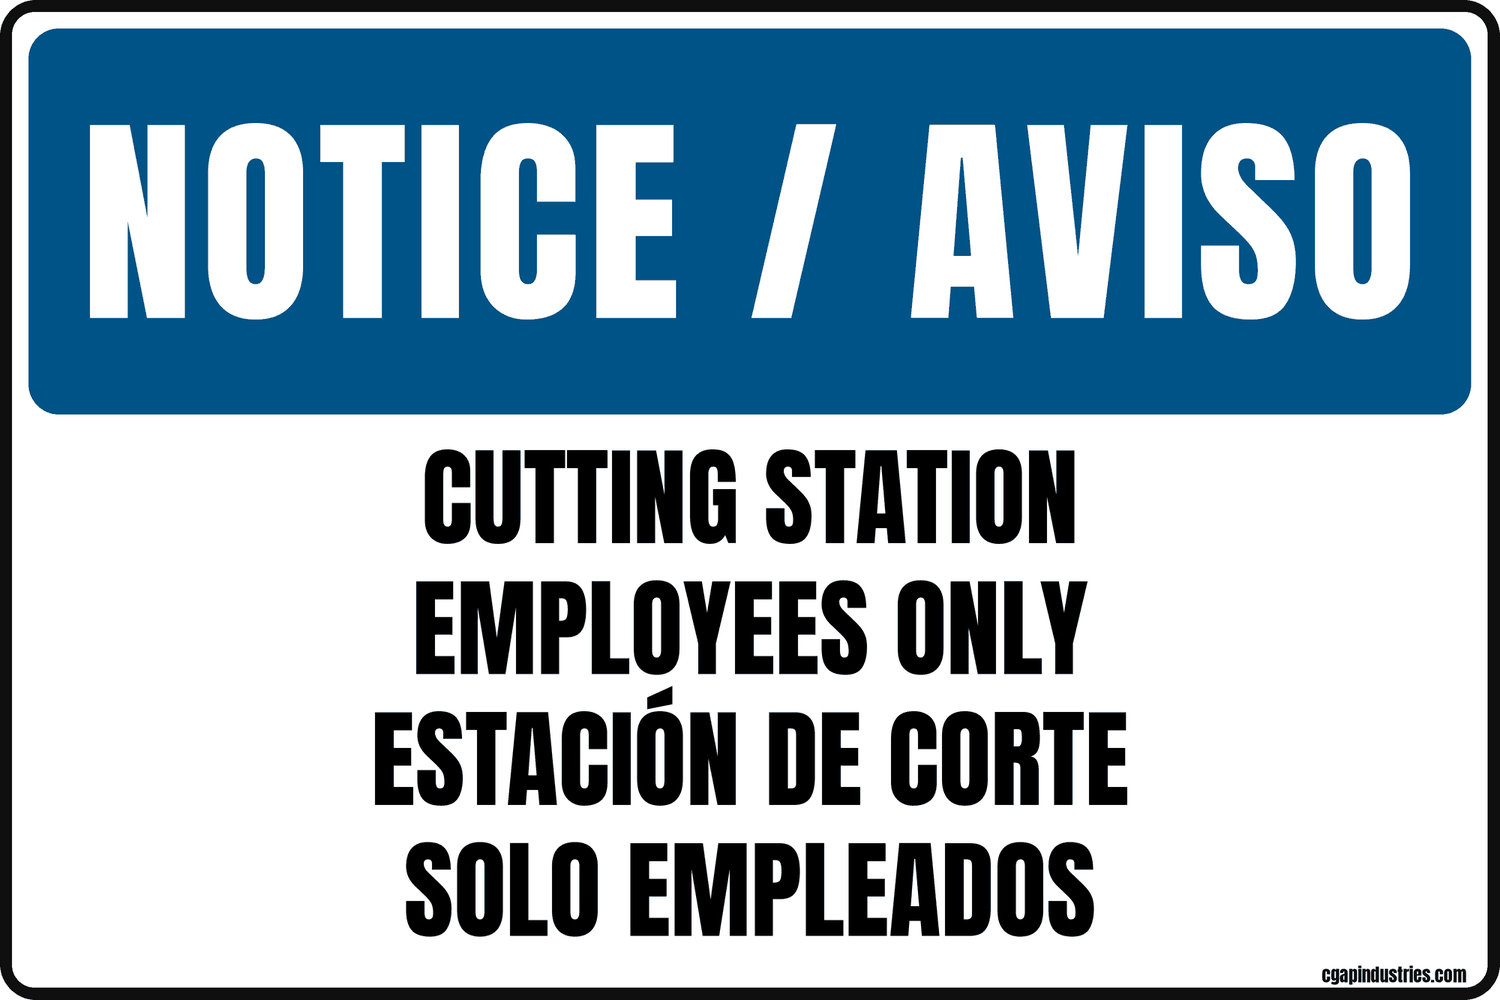 NOTICE / AVISO
CUTTING STATION
EMPLOYEES ONLY
ESTACIÓN DE CORTE
SOLO EMPLEADOS
cgapindustries.com